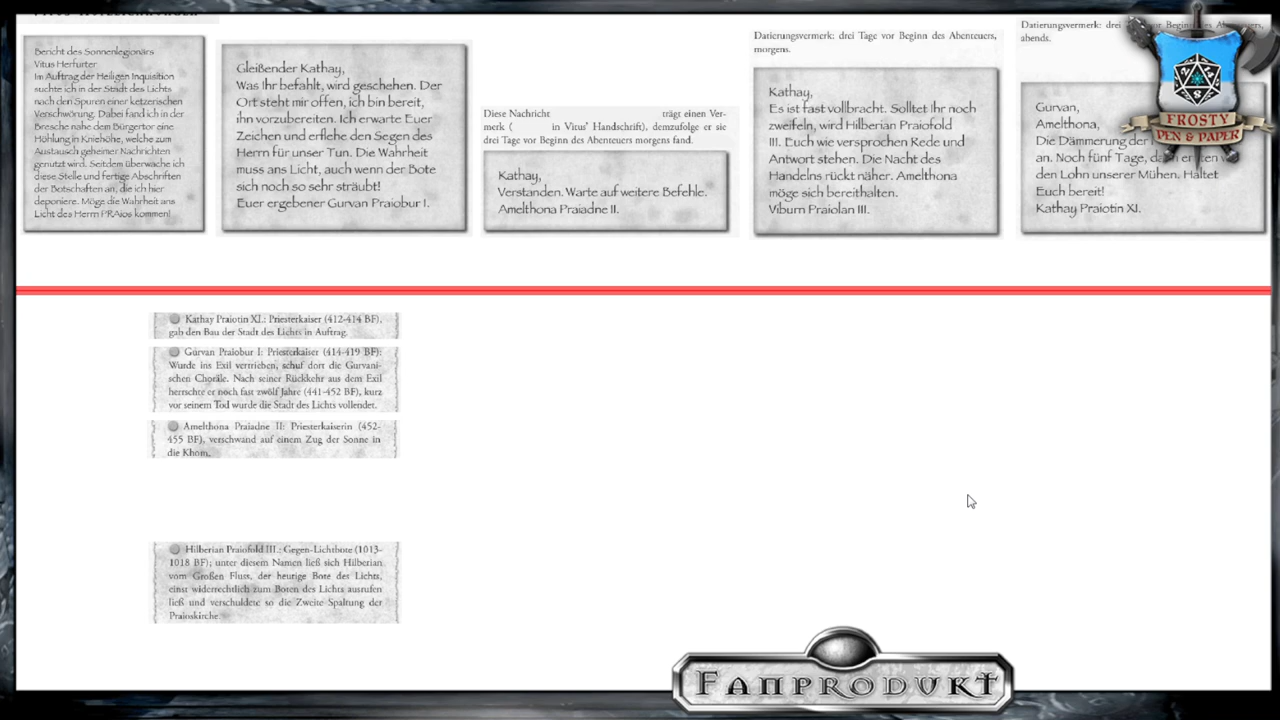 Bericht des Sonnenlegionärs
Vitus Herfurter
Im Auftrag der Heiligen Inquisition
suchte ich in der Stadt des Lichts
nach den Spuren einer ketzerischen
Verschwörung. Dabei fand ich in der
Bresche nahe dem Bürgertor eine
Höhlung in Kniehöhe, welche zum
Austausch geheimer Nachrichten
genutzt wird. Seitdem überwache ich
diese Stelle und fertige Abschriften
der Botschaften an, die ich hier
deponiere. Möge die Wahrheit ans
Licht des Herrn PRAios kommen!
Gleißender Kathay,
Was Ihr befahlt, wird geschehen. Der
Ort steht mir offen, ich bin bereit,
ihn vorzubereiten. Ich erwarte Euer
Zeichen und erflehe den Segen des
Herrn für unser Tun. Die Wahrheit
muss ans Licht, auch wenn der Bote
sich noch so sehr sträubt!
Euer ergebener Gurvan Praiobur I.
Diese Nachricht trägt einen Ver-
merk ( in Vitus' Handschrift), demzufolge er sie
drei Tage vor Beginn des Abenteuers morgens fand.
Kathay,
Verstanden. Warte auf weitere Befehle.
Amelthona Praiadne II.
Datierungsvermerk: drei Tage vor Beginn des Abenteuers,
morgens.
Kathay,
Es ist fast vollbracht. Solltet Ihr noch
zweifeln, wird Hilberian Praiofold
III. Euch wie versprochen Rede und
Antwort stehen. Die Nacht des
Handelns rückt näher. Amelthona
möge sich bereithalten.
Viburn Praiolan III.
Datierungsvermerk: drei Tage vor Beginn des
abends.
Gurvan,
Amelthona,
Die Dämmerung der
an. Noch fünf Tage, dann ernten
den Lohn unserer Mühen. Haltet
Euch bereit!
Kathay Praiotin XI.
FROSTY
PEN & PAPER
Kathay Praiotin XI.: Priesterkaiser (412-414 BF),
gab den Bau der Stadt des Lichts in Auftrag.
Gurvan Praiobur I: Priesterkaiser (414-419 BF):
Wurde ins Exil vertrieben, schuf dort die Gurvani-
schen Choräle. Nach seiner Rückkehr aus dem Exil
herrschte er noch fast zwölf Jahre (441-452 BF), kurz
vor seinem Tod wurde die Stadt des Lichts vollendet.
Amelthona Praiadne II: Priesterkaiserin (452-
455 BF), verschwand auf einem Zug der Sonne in
die Khom.
Hilberian Praiofold III.: Gegen-Lichtbote (1013-
1018 BF); unter diesem Namen ließ sich Hilberian
vom Großen Fluss, der heutige Bote des Lichts,
einst widerrechtlich zum Boten des Lichts ausrufen
ließ und verschuldete so die Zweite Spaltung der
Praioskirche.
FANPRODUKT